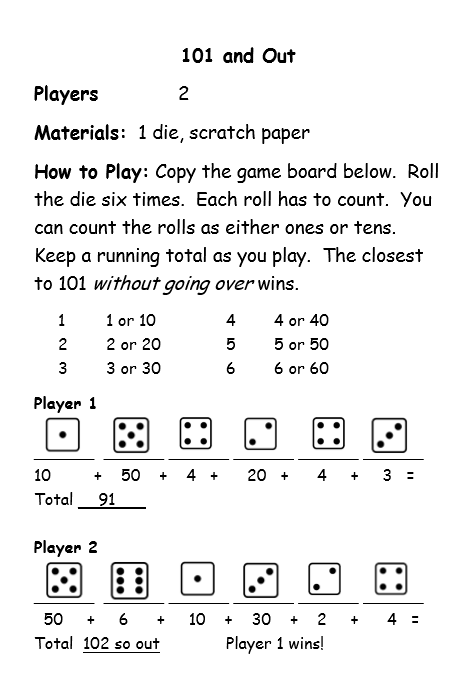 101 and Out
Players 2
Materials: 1 die, scratch paper
How to Play: Copy the game board below. Roll
the die six times. Each roll has to count. You
can count the rolls as either ones or tens.
Keep a running total as you play. The closest
to 101 without going over wins.
1 1 or 10 4 4 or 40
2 2 or 20 5 5 or 50
3 3 or 30 6 6 or 60
Player 1
10 + 50 + 4 + 20 + 4 + 3 =
Total 91
Player 2
50 + 6 + 10 + 30 + 2 + 4 =
Total 102 so out Player 1 wins!